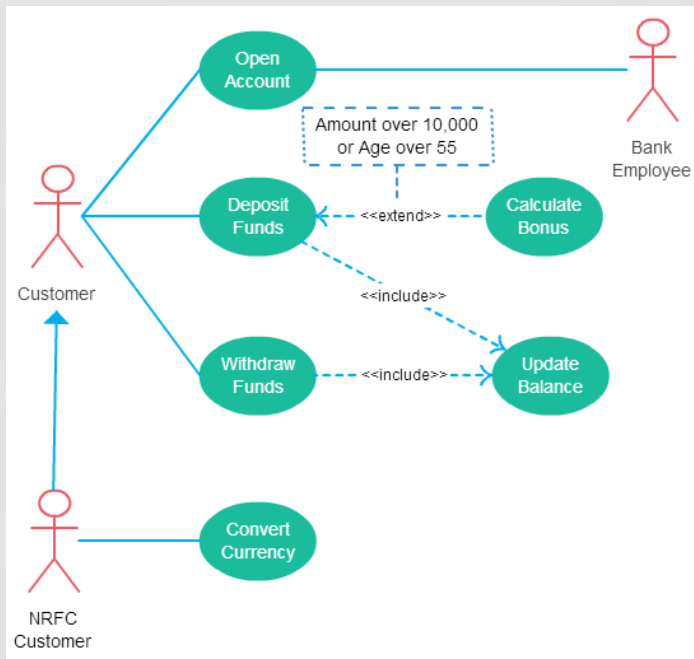 Open
Account
Bank
Employee
Amount over 10,000
or Age over 55
Customer
Deposit
Funds
<<extend>>
Calculate
Bonus
<<include>>
Withdraw
Funds
<<include>>
Update
Balance
NRFC
Customer
Convert
Currency